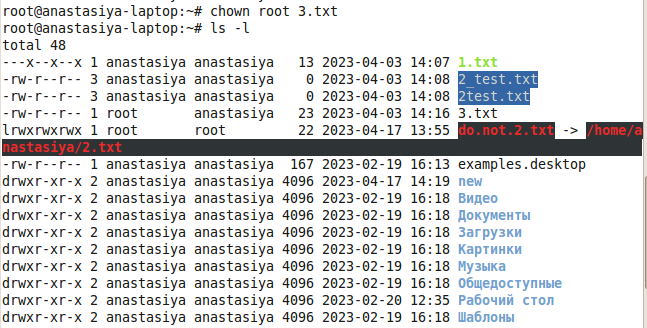 root@anastasiya-laptop:~# chown root 3.txt
root@anastasiya-laptop:~# ls -l
total 48
---x--x--x 1 anastasiya anastasiya   13 2023-04-03 14:07 1.txt
-rw-r--r-- 3 anastasiya anastasiya    0 2023-04-03 14:08 2_test.txt
-rw-r--r-- 3 anastasiya anastasiya    0 2023-04-03 14:08 2test.txt
-rw-r--r-- 1 root       anastasiya   23 2023-04-03 14:16 3.txt
lrwxrwxrwx 1 root       root         22 2023-04-17 13:55 do.not.2.txt -> /home/a
nastasiya/2.txt
-rw-r--r-- 1 anastasiya anastasiya  167 2023-02-19 16:13 examples.desktop
drwxr-xr-x 2 anastasiya anastasiya 4096 2023-04-17 14:19 new
drwxr-xr-x 2 anastasiya anastasiya 4096 2023-02-19 16:18 Видео
drwxr-xr-x 2 anastasiya anastasiya 4096 2023-02-19 16:18 Документы
drwxr-xr-x 2 anastasiya anastasiya 4096 2023-02-19 16:18 Загрузки
drwxr-xr-x 2 anastasiya anastasiya 4096 2023-02-19 16:18 Картинки
drwxr-xr-x 2 anastasiya anastasiya 4096 2023-02-19 16:18 Музыка
drwxr-xr-x 2 anastasiya anastasiya 4096 2023-02-19 16:18 Общедоступные
drwxr-xr-x 2 anastasiya anastasiya 4096 2023-02-20 12:35 Рабочий стол
drwxr-xr-x 2 anastasiya anastasiya 4096 2023-02-19 16:18 Шаблоны